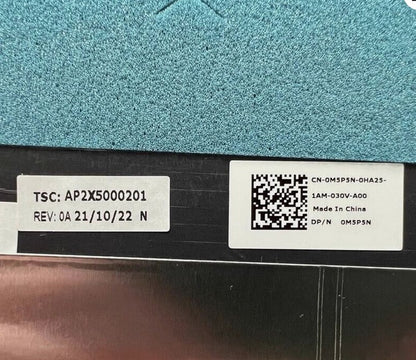 TSC: AP2X5000201
REV: 0A 21/10/22 N
CN-0M5P5N-0HA25-
1AM-030V-A00
Made In China
DP/N 0M5P5N